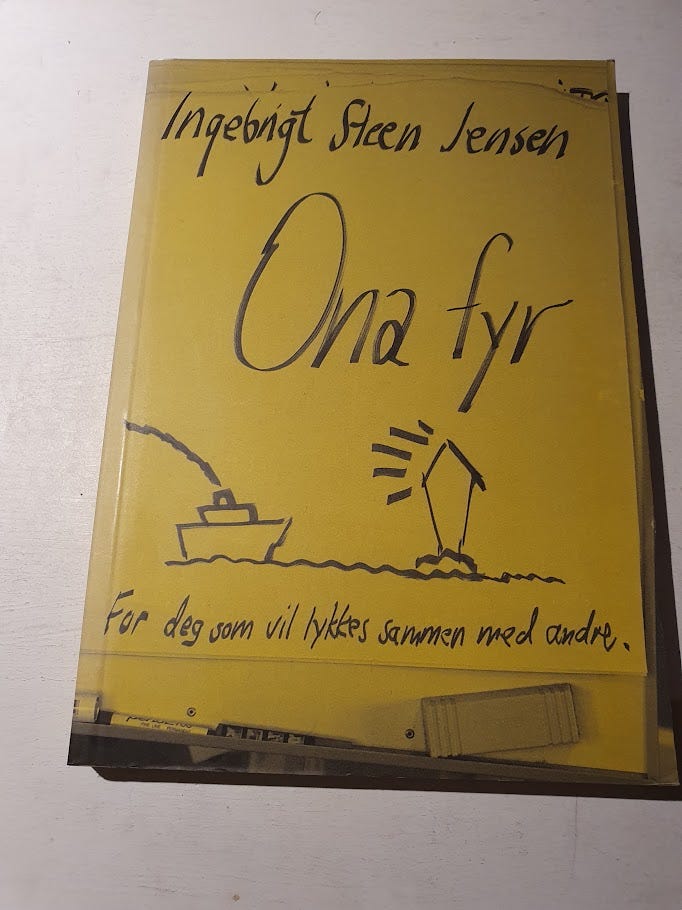 Ingebrigt Steen Jensen
Ona fyr
For deg som vil lykkes sammen med andre.